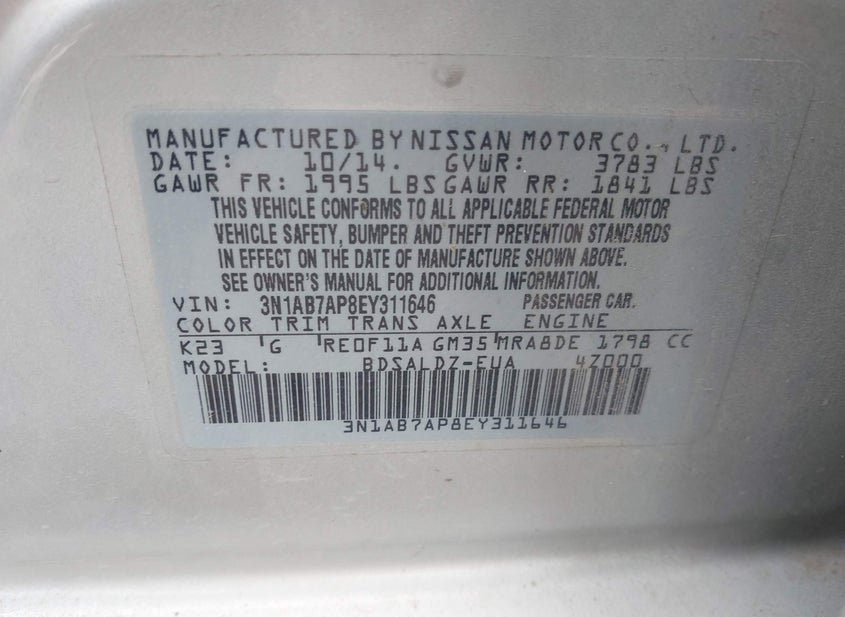 MANUFACTURED BY NISSAN MOTOR CO., LTD.
DATE: 10/14. GVWR: 3783 LBS
GAWR FR: 1995 LBS GAWR RR: 1841 LBS
THIS VEHICLE CONFORMS TO ALL APPLICABLE FEDERAL MOTOR
VEHICLE SAFETY, BUMPER AND THEFT PREVENTION STANDARDS
IN EFFECT ON THE DATE OF MANUFACTURE SHOWN ABOVE.
SEE OWNER'S MANUAL FOR ADDITIONAL INFORMATION.
VIN: 3N1AB7AP8EY311646 PASSENGER CAR.
COLOR TRIM TRANS AXLE ENGINE
K23 G RE0F11A GM35 MRA8DE 1798 CC
MODEL: BDSALDZ-EUA 4Z000
3N1AB7AP8EY311646